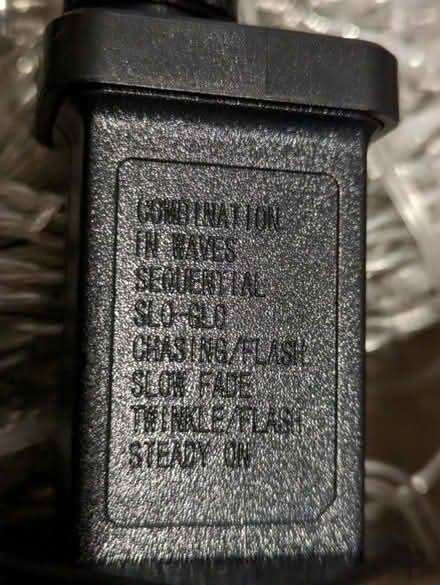 COMBINATION
IN WAVES
SEQUENTIAL
SLO-GLO
CHASING/FLASH
SLOW FADE
TWINKLE/FLASH
STEADY ON